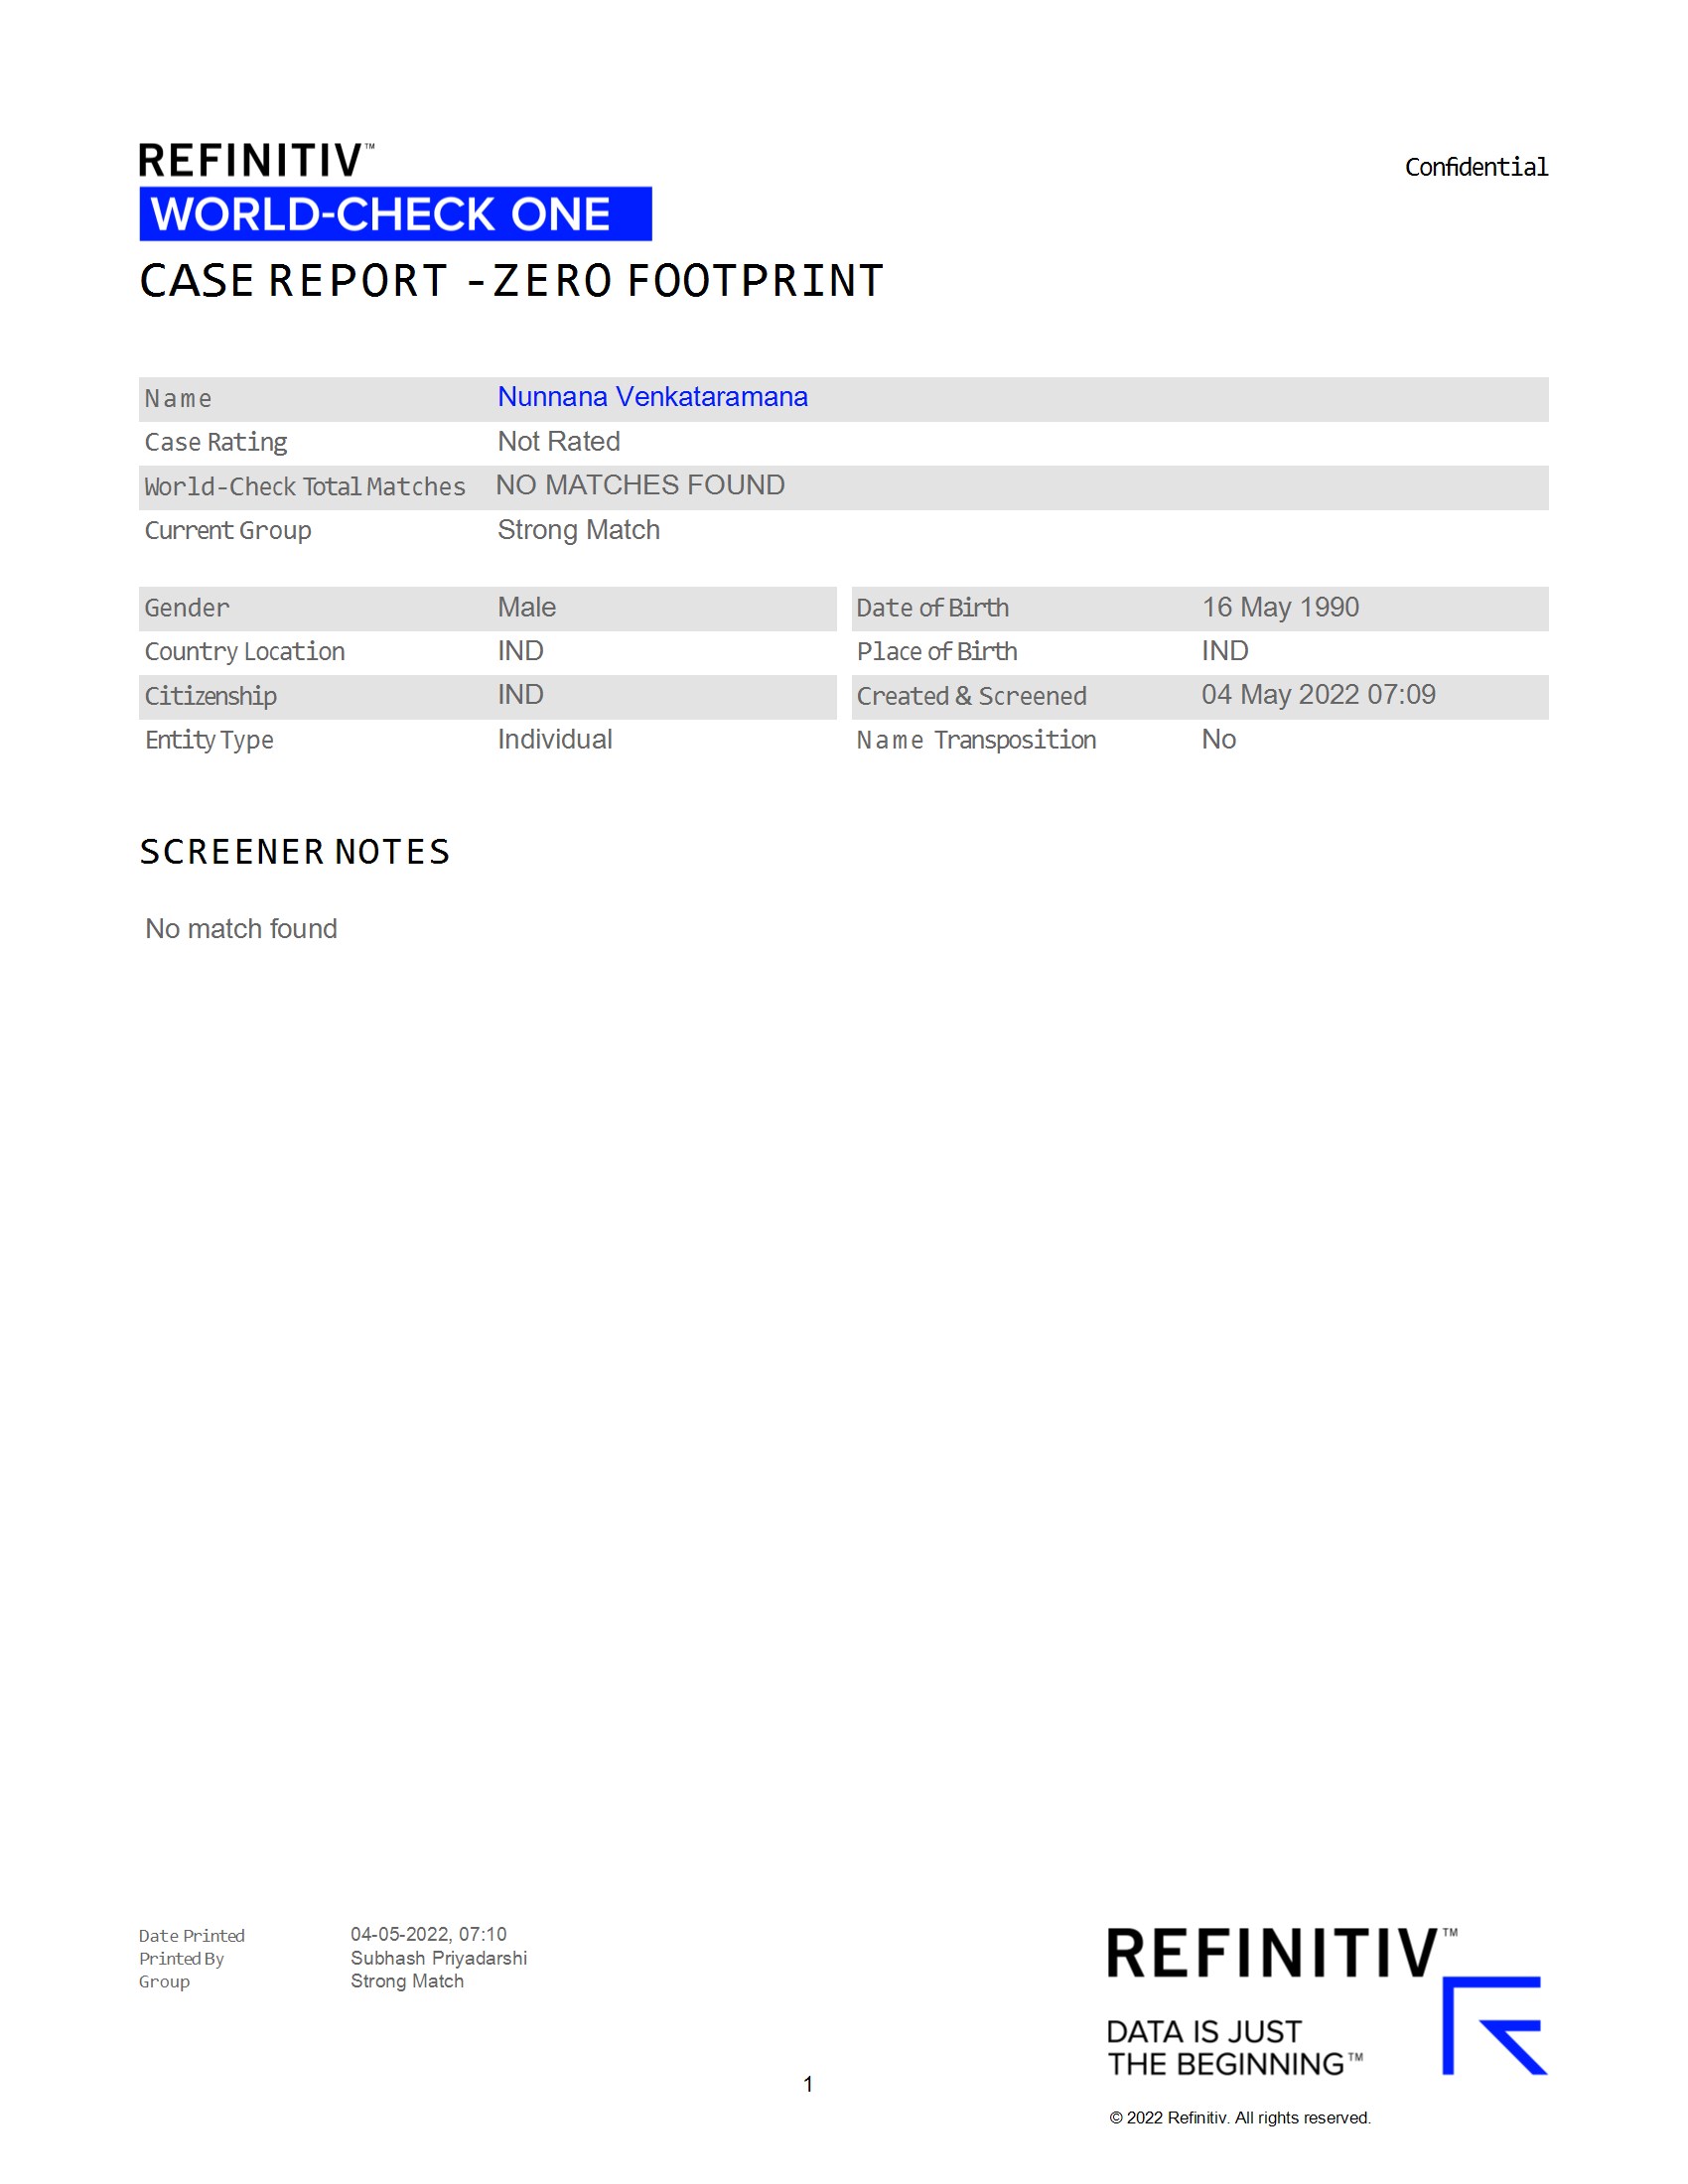 REFINITIV™
Confidential
WORLD-CHECK ONE
CASE REPORT - ZERO FOOTPRINT
Name Nunnana Venkataramana
Case Rating Not Rated
World-Check Total Matches NO MATCHES FOUND
Current Group Strong Match
Gender Male Date of Birth 16 May 1990
Country Location IND Place of Birth IND
Citizenship IND Created & Screened 04 May 2022 07:09
Entity Type Individual Name Transposition No
SCREENER NOTES
No match found
Date Printed 04-05-2022, 07:10
Printed By Subhash Priyadarshi
Group Strong Match
REFINITIV™
DATA IS JUST
THE BEGINNING™
1
© 2022 Refinitiv. All rights reserved.